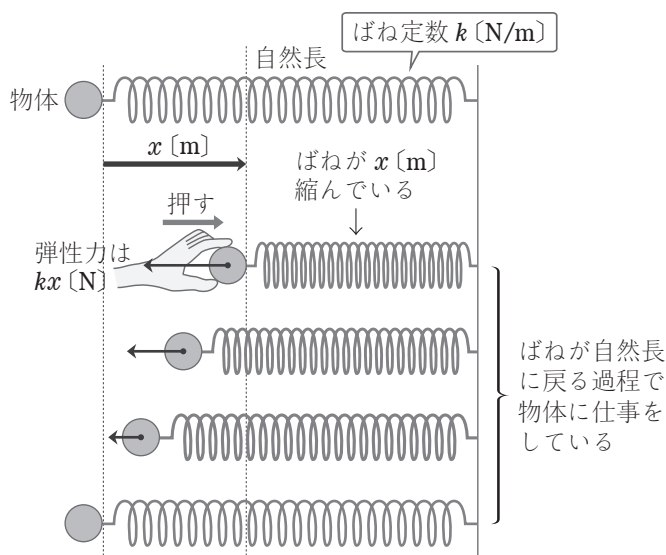 ばね定数 k〔N/m〕
自然長
物体
x〔m〕
ばねが x〔m〕
縮んでいる
押す
弾性力は
kx〔N〕
ばねが自然長
に戻る過程で
物体に仕事を
している